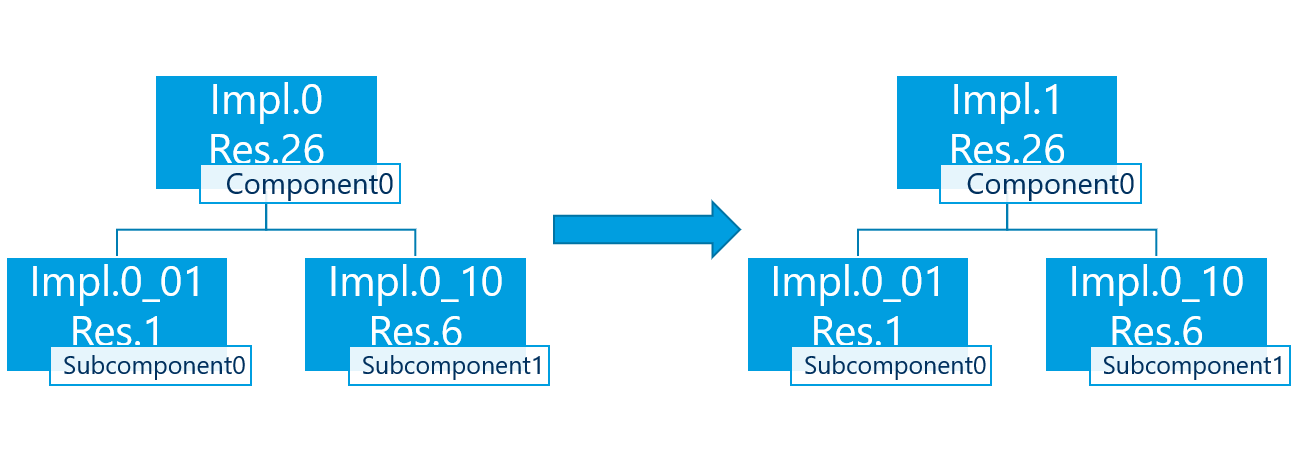 Impl.0
Res.26
Component0
Impl.0_01
Res.1
Subcomponent0
Impl.0_10
Res.6
Subcomponent1
Impl.1
Res.26
Component0
Impl.0_01
Res.1
Subcomponent0
Impl.0_10
Res.6
Subcomponent1